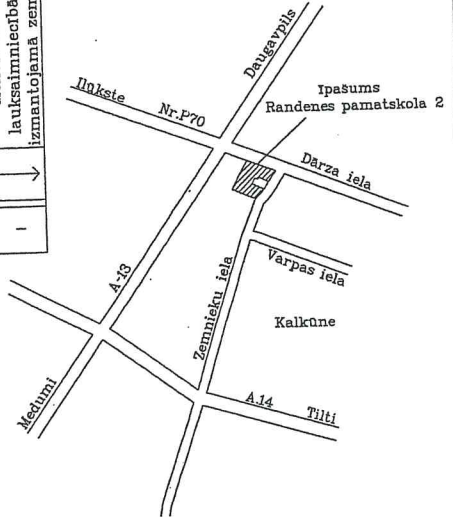 lauksaimniecībā
izmantojamā zem
-
Daugavpils
Ilūkste
Nr.P70
Īpašums
Randenes pamatskola 2
Dārza iela
Vārpas iela
A-13
Zemnieku iela
Kalkūne
Medumi
A.14
Tilti